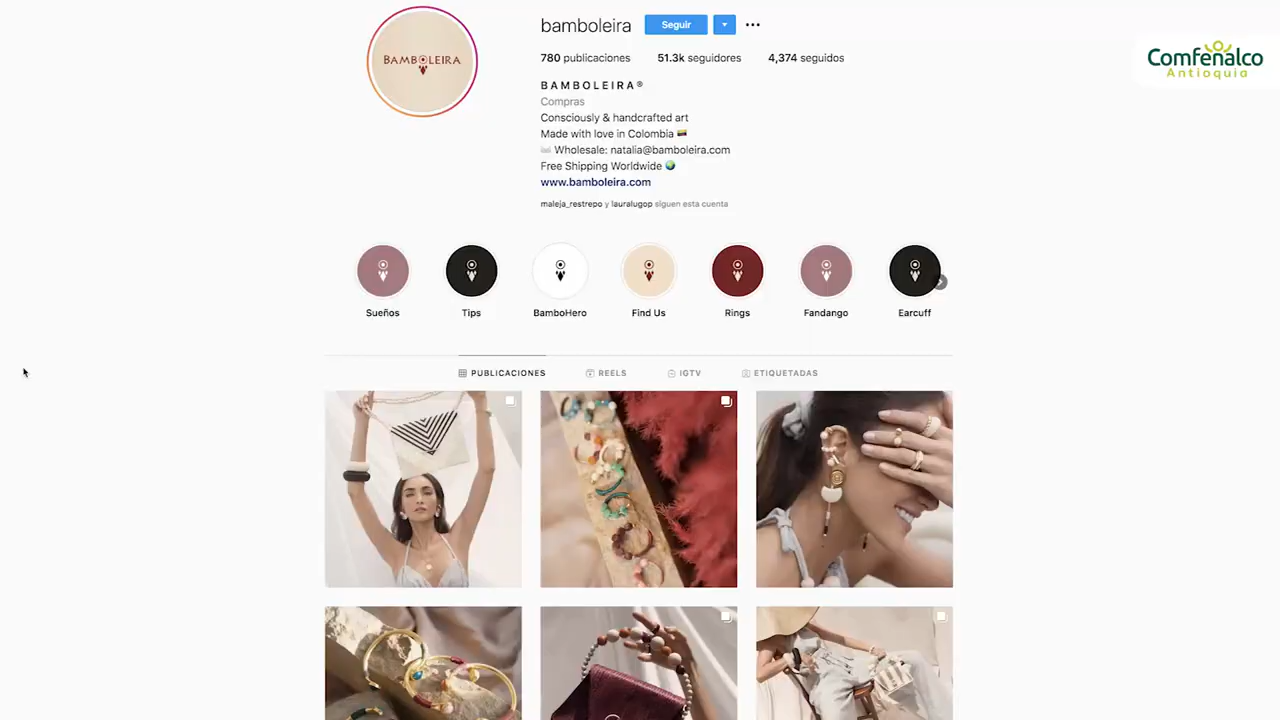 bamboleira
Seguir
780 publicaciones 51.3k seguidores 4,374 seguidos
BAMBOLEIRA
B A M B O L E I R A ®
Compras
Consciously & handcrafted art
Made with love in Colombia
Wholesale: natalia@bamboleira.com
Free Shipping Worldwide
www.bamboleira.com
maleja_restrepo y lauralugop siguen esta cuenta
Comfenalco
Antioquia
Sueños Tips BamboHero Find Us Rings Fandango Earcuff
PUBLICACIONES REELS IGTV ETIQUETADAS